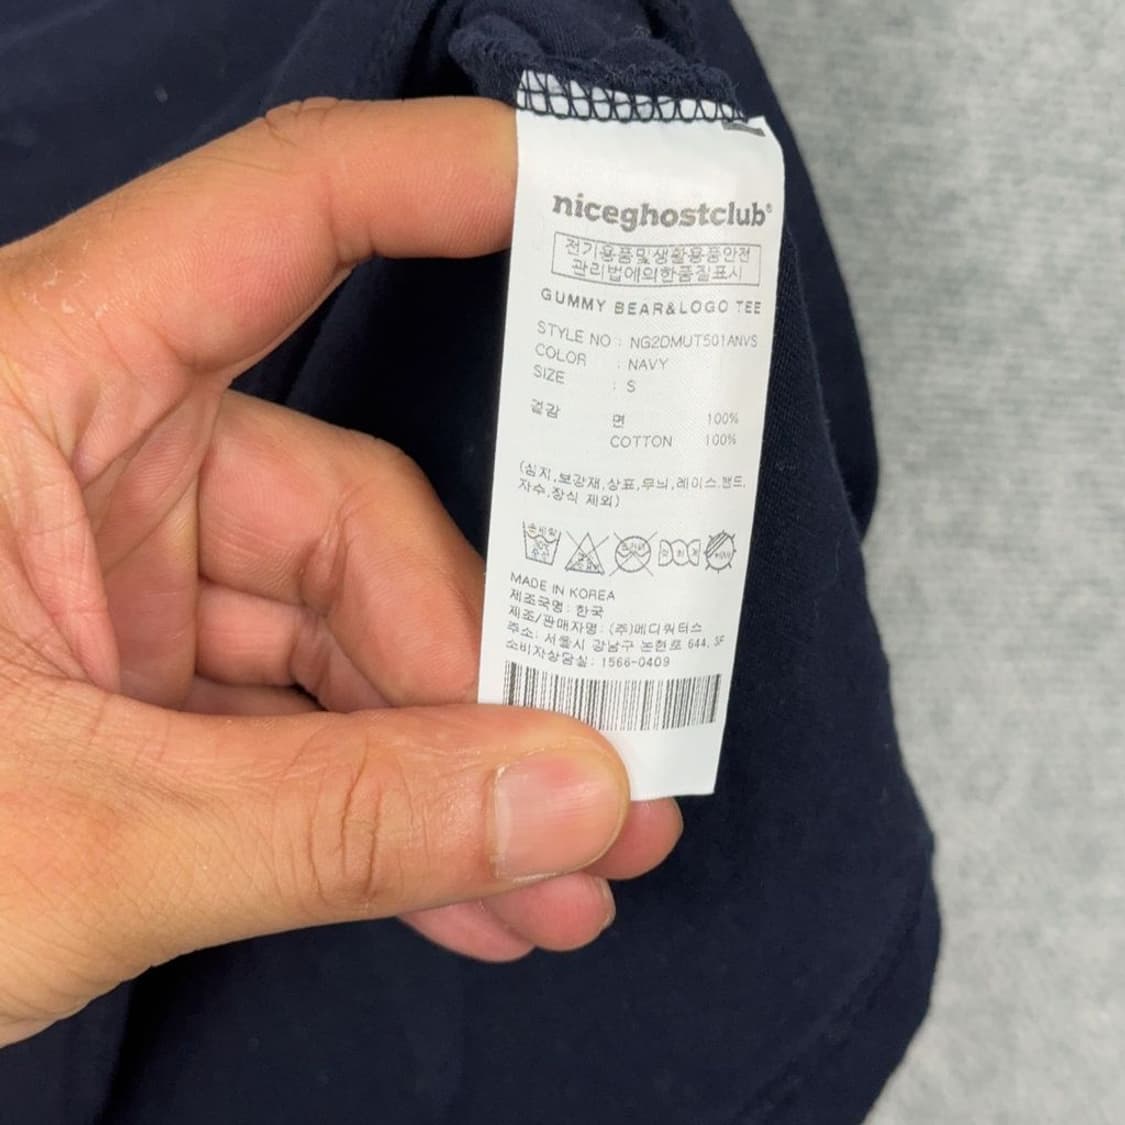 niceghostclub®
전기용품및생활용품안전
관리법에의한품질표시
GUMMY BEAR&LOGO TEE
STYLE NO : NG2DMUT501ANVS
COLOR : NAVY
SIZE : S
겉감 면 100%
COTTON 100%
(심지,보강재,상표,무늬,레이스,밴드,
자수,장식 제외)
MADE IN KOREA
제조국명 : 한국
제조/판매자명 : (주)메디쿼터스
주소: 서울시 강남구 논현로 644, 5F
소비자상담실: 1566-0409